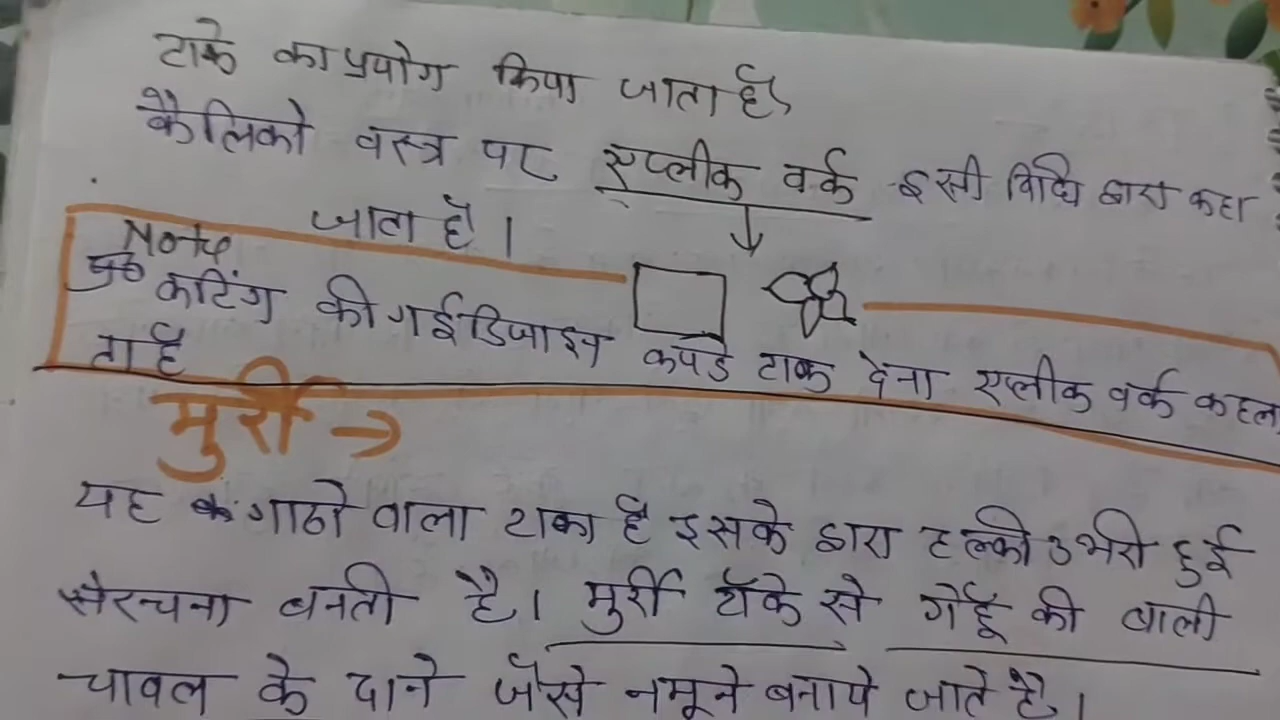 टाके का प्रयोग किया जाता है
कैलिको वस्त्र पर एप्लीक वर्क इसी विधि द्वारा कहा
जाता है ।
Note
कटिंग की गई डिजाइन कपडे टाक देना एप्लीक वर्क कहल
ता है
मुर्री →
यह गाठो वाला टाका है इसके द्वारा हल्की उभरी हुई
संरचना बनती है । मुर्री टाँके से गेहूँ की बाली
चावल के दाने जैसे नमूने बनाये जाते है ।